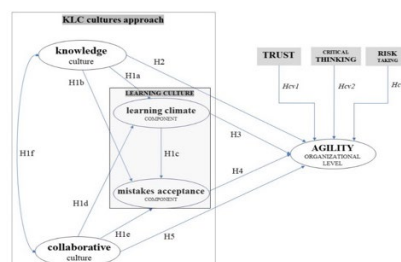 KLC cultures approach
knowledge
culture
H2
H1a
H1b
LEARNING CULTURE
learning climate
COMPONENT
H1c
mistakes acceptance
COMPONENT
H1f
H1d
H1e
collaborative
culture
H3
H4
H5
TRUST
CRITICAL
THINKING
RISK
TAKING
Hcv1
Hcv2
AGILITY
ORGANIZATIONAL
LEVEL